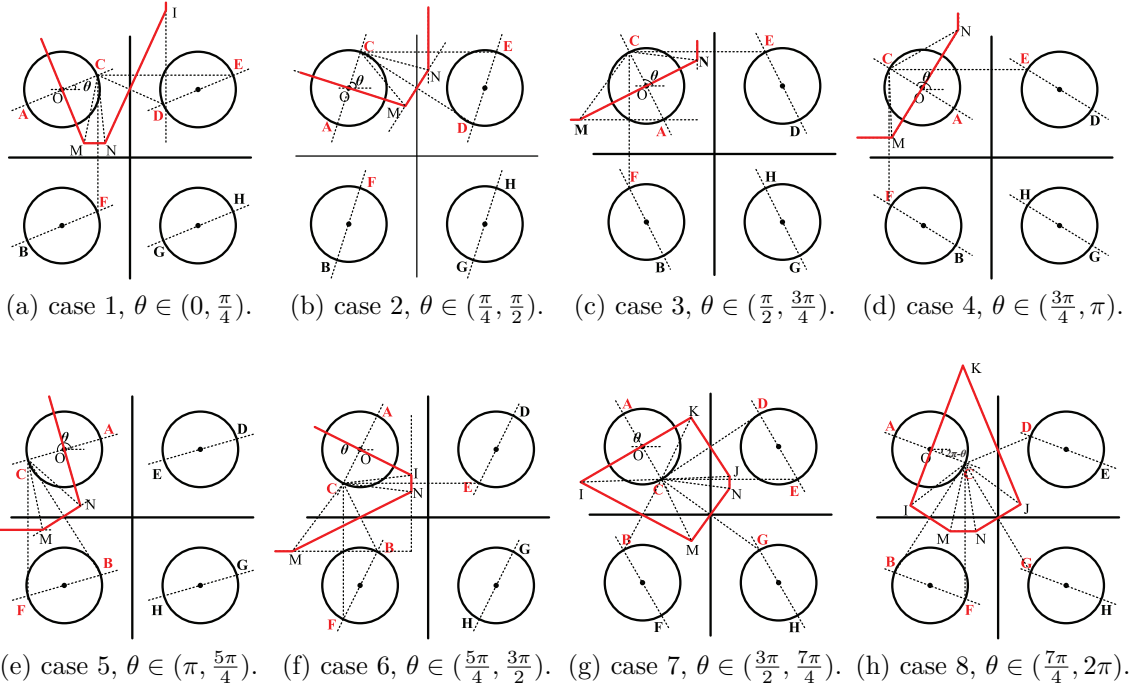 I
C
E
θ
O
A
D
M
N
F
H
B
G
(a) case 1, θ ∈ (0, π/4).
C
E
θ
O
N
M
A
D
F
H
B
G
(b) case 2, θ ∈ (π/4, π/2).
C
E
N
θ
O
M
A
D
F
H
B
G
(c) case 3, θ ∈ (π/2, 3π/4).
N
C
E
θ
O
A
D
M
F
H
B
G
(d) case 4, θ ∈ (3π/4, π).
θ
A
D
O
C
E
N
M
B
G
F
H
(e) case 5, θ ∈ (π, 5π/4).
A
D
θ
O
I
C
N
E
M
B
G
F
H
(f) case 6, θ ∈ (5π/4, 3π/2).
A
K
D
θ
O
J
I
C
N
E
M
B
G
F
H
(g) case 7, θ ∈ (3π/2, 7π/4).
K
A
D
O
2π-θ
C
E
I
J
M
N
B
G
F
H
(h) case 8, θ ∈ (7π/4, 2π).